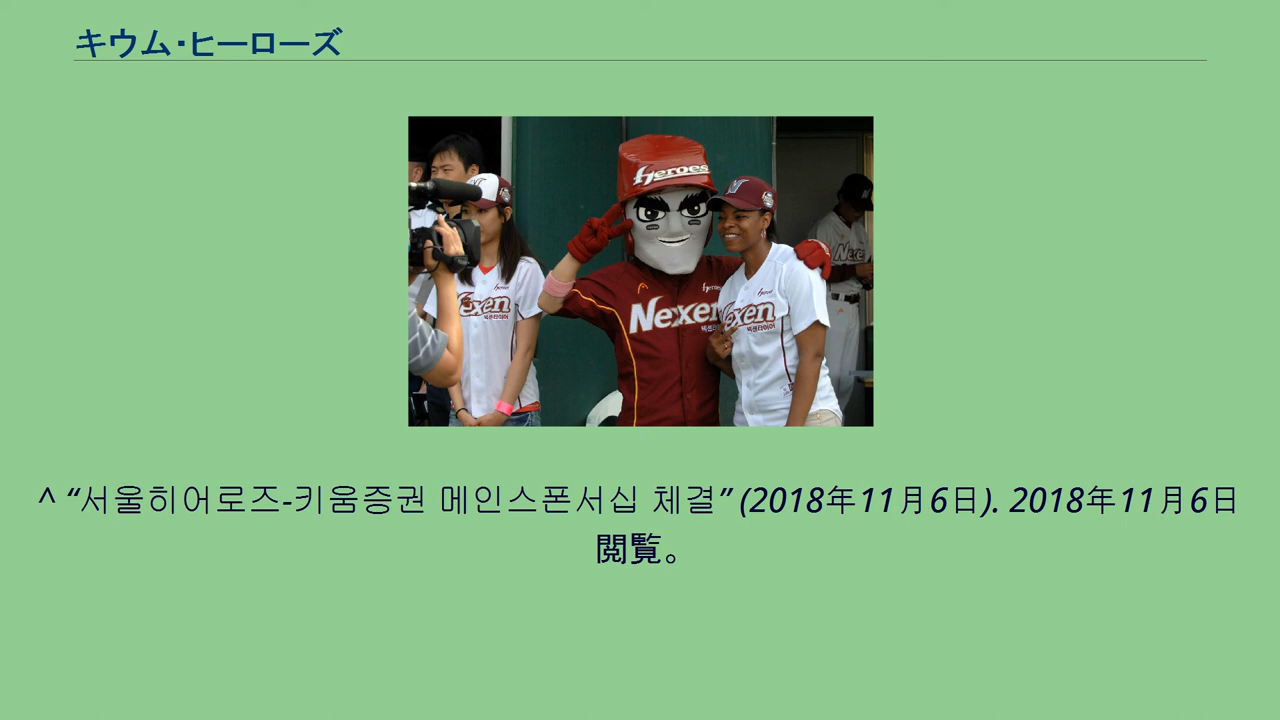 キウム・ヒーローズ
heroes
Nexen
넥센타이어
Nexen
heroes
Nexen
heroes
Nexen
넥센타이어
^ “서울히어로즈-키움증권 메인스폰서십 체결” (2018年11月6日). 2018年11月6日
閲覧。